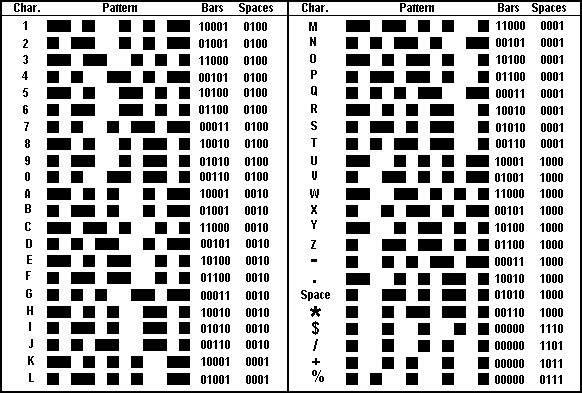 Char. Pattern Bars Spaces
1 10001 0100
2 01001 0100
3 11000 0100
4 00101 0100
5 10100 0100
6 01100 0100
7 00011 0100
8 10010 0100
9 01010 0100
0 00110 0100
A 10001 0010
B 01001 0010
C 11000 0010
D 00101 0010
E 10100 0010
F 01100 0010
G 00011 0010
H 10010 0010
I 01010 0010
J 00110 0010
K 10001 0001
L 01001 0001
Char. Pattern Bars Spaces
M 11000 0001
N 00101 0001
O 10100 0001
P 01100 0001
Q 00011 0001
R 10010 0001
S 01010 0001
T 00110 0001
U 10001 1000
V 01001 1000
W 11000 1000
X 00101 1000
Y 10100 1000
Z 01100 1000
- 00011 1000
. 10010 1000
Space 01010 1000
* 00110 1000
$ 00000 1110
/ 00000 1101
+ 00000 1011
% 00000 0111